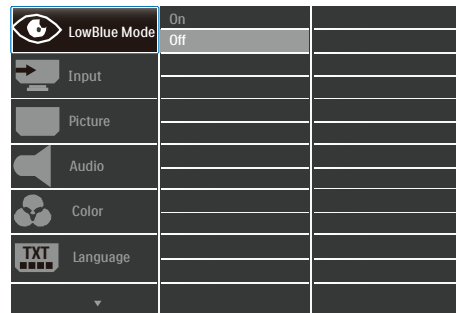 LowBlue Mode
On
Off
Input
Picture
Audio
Color
TXT
Language